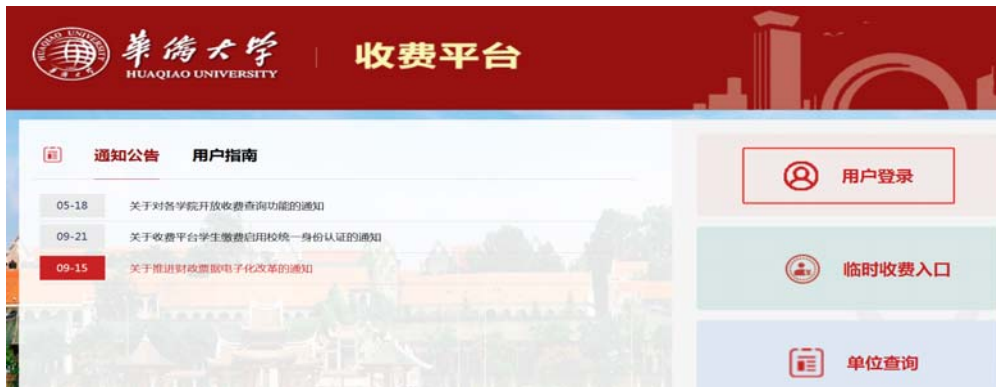 華僑大学
HUAQIAO UNIVERSITY
收费平台
通知公告 用户指南
05-18 关于对各学院开放收费查询功能的通知
09-21 关于收费平台学生缴费启用校统一身份认证的通知
09-15 关于推进财政票据电子化改革的通知
用户登录
临时收费入口
单位查询